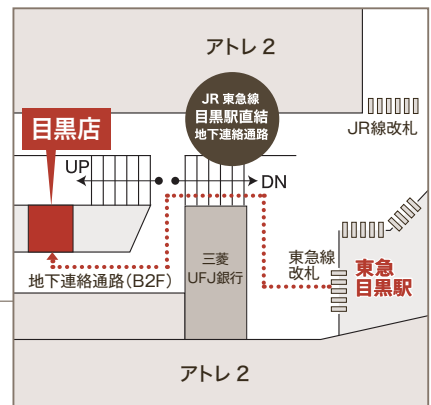 アトレ 2
JR 東急線
目黒駅直結
地下連絡通路
目黒店
JR線改札
UP
DN
三菱
UFJ銀行
東急線
改札
東急
目黒駅
地下連絡通路(B2F)
アトレ 2